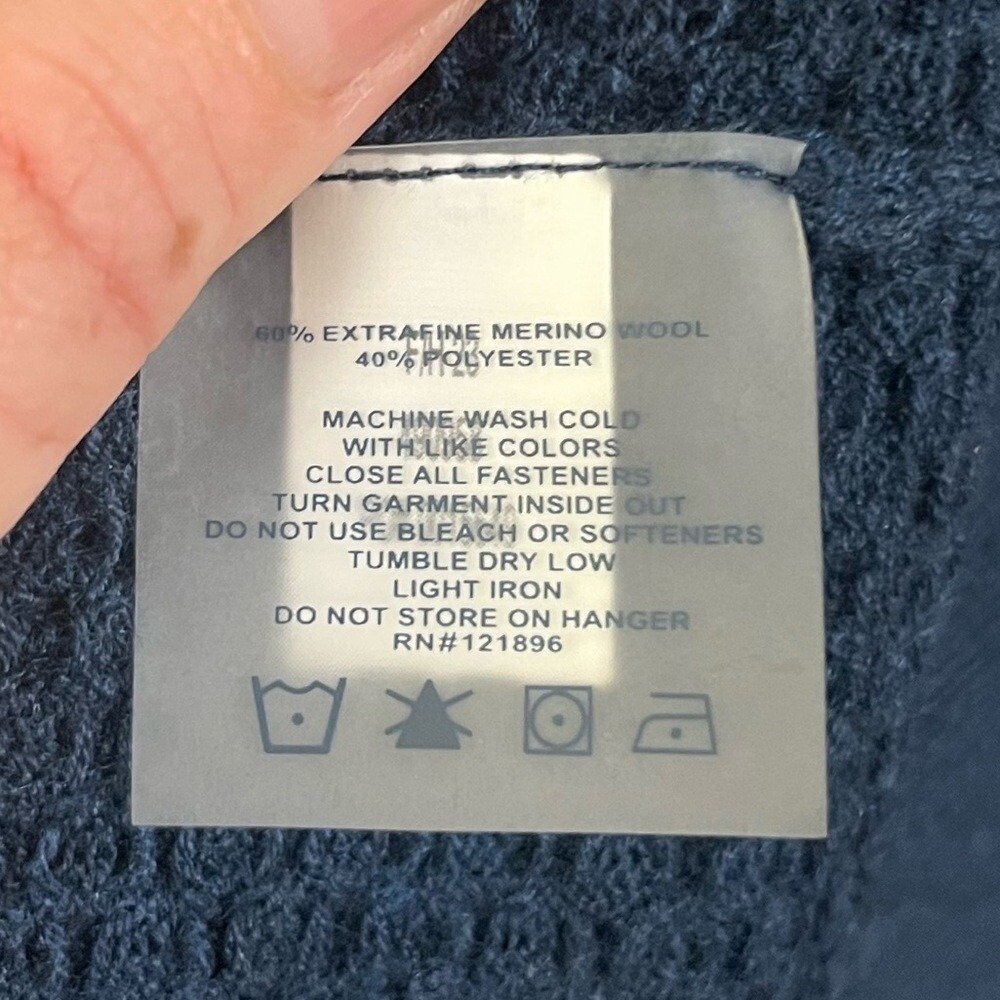 60% EXTRAFINE MERINO WOOL
40% POLYESTER
MACHINE WASH COLD
WITH LIKE COLORS
CLOSE ALL FASTENERS
TURN GARMENT INSIDE OUT
DO NOT USE BLEACH OR SOFTENERS
TUMBLE DRY LOW
LIGHT IRON
DO NOT STORE ON HANGER
RN#121896